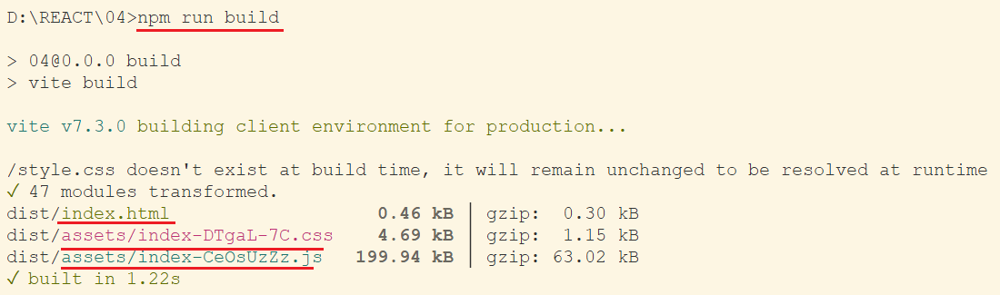 D:\REACT\04>npm run build
> 04@0.0.0 build
> vite build
vite v7.3.0 building client environment for production...
/style.css doesn't exist at build time, it will remain unchanged to be resolved at runtime
✓ 47 modules transformed.
dist/index.html                  0.46 kB │ gzip:  0.30 kB
dist/assets/index-DTgaL-7C.css   4.69 kB │ gzip:  1.15 kB
dist/assets/index-CeOsUzZz.js  199.94 kB │ gzip: 63.02 kB
✓ built in 1.22s